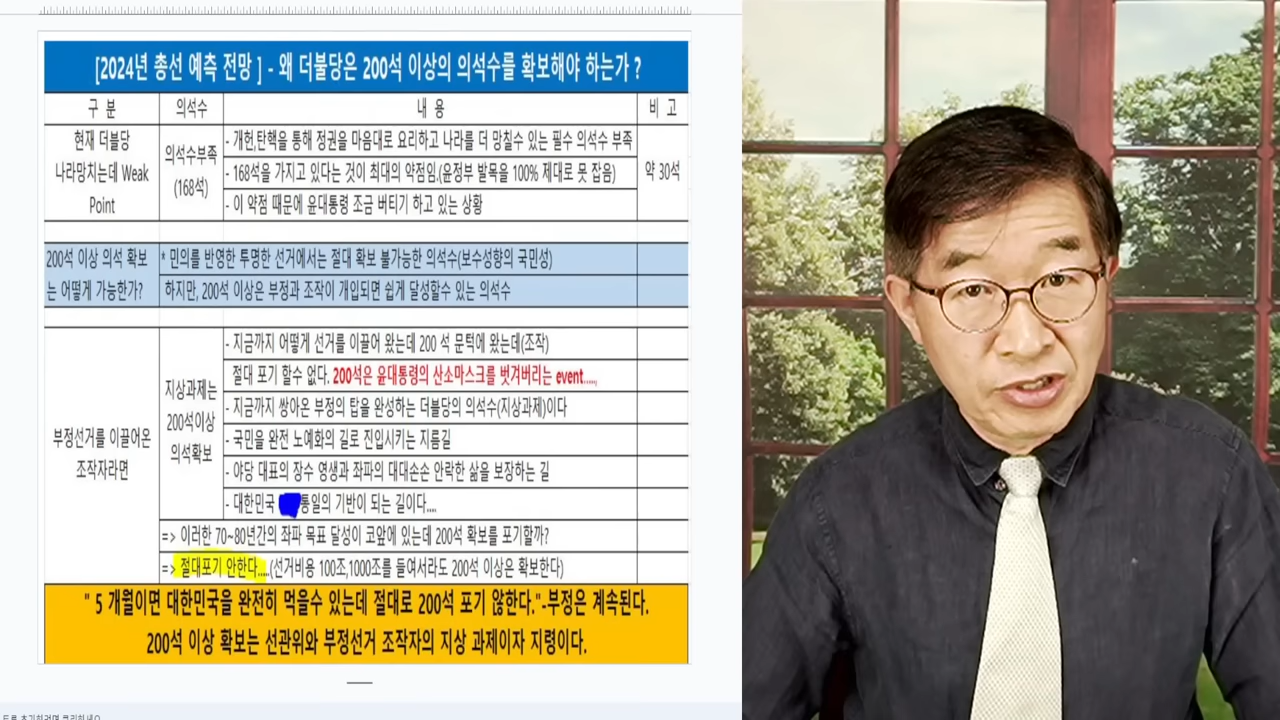 [2024년 총선 예측 전망 ] - 왜 더불당은 200석 이상의 의석수를 확보해야 하는가 ?
구 분 의석수 내 용 비 고
현재 더불당
나라망치는데 Weak
Point
의석수부족
(168석)
- 개헌,탄핵을 통해 정권을 마음대로 요리하고 나라를 더 망칠수 있는 필수 의석수 부족
- 168석을 가지고 있다는 것이 최대의 약점임.(윤정부 발목을 100% 제대로 못 잡음)
- 이 약점 때문에 윤대통령 조금 버티기 하고 있는 상황
약 30석
200석 이상 의석 확보
는 어떻게 가능한가?
* 민의를 반영한 투명한 선거에서는 절대 확보 불가능한 의석수(보수성향의 국민성)
하지만, 200석 이상은 부정과 조작이 개입되면 쉽게 달성할수 있는 의석수
부정선거를 이끌어온
조작자라면
지상과제는
200석이상
의석확보
- 지금까지 어떻게 선거를 이끌어 왔는데 200 석 문턱에 왔는데(조작)
절대 포기 할수 없다. 200석은 윤대통령의 산소마스크를 벗겨버리는 event.....,
- 지금까지 쌓아온 부정의 탑을 완성하는 더불당의 의석수(지상과제)이다
- 국민을 완전 노예화의 길로 진입시키는 지름길
- 야당 대표의 장수 영생과 좌파의 대대손손 안락한 삶을 보장하는 길
- 대한민국 통일의 기반이 되는 길이다....
=> 이러한 70~80년간의 좌파 목표 달성이 코앞에 있는데 200석 확보를 포기할까?
=> 절대포기 안한다.....(선거비용 100조,1000조를 들여서라도 200석 이상은 확보한다)
" 5 개월이면 대한민국을 완전히 먹을수 있는데 절대로 200석 포기 않한다."-부정은 계속된다.
200석 이상 확보는 선관위와 부정선거 조작자의 지상 과제이자 지령이다.